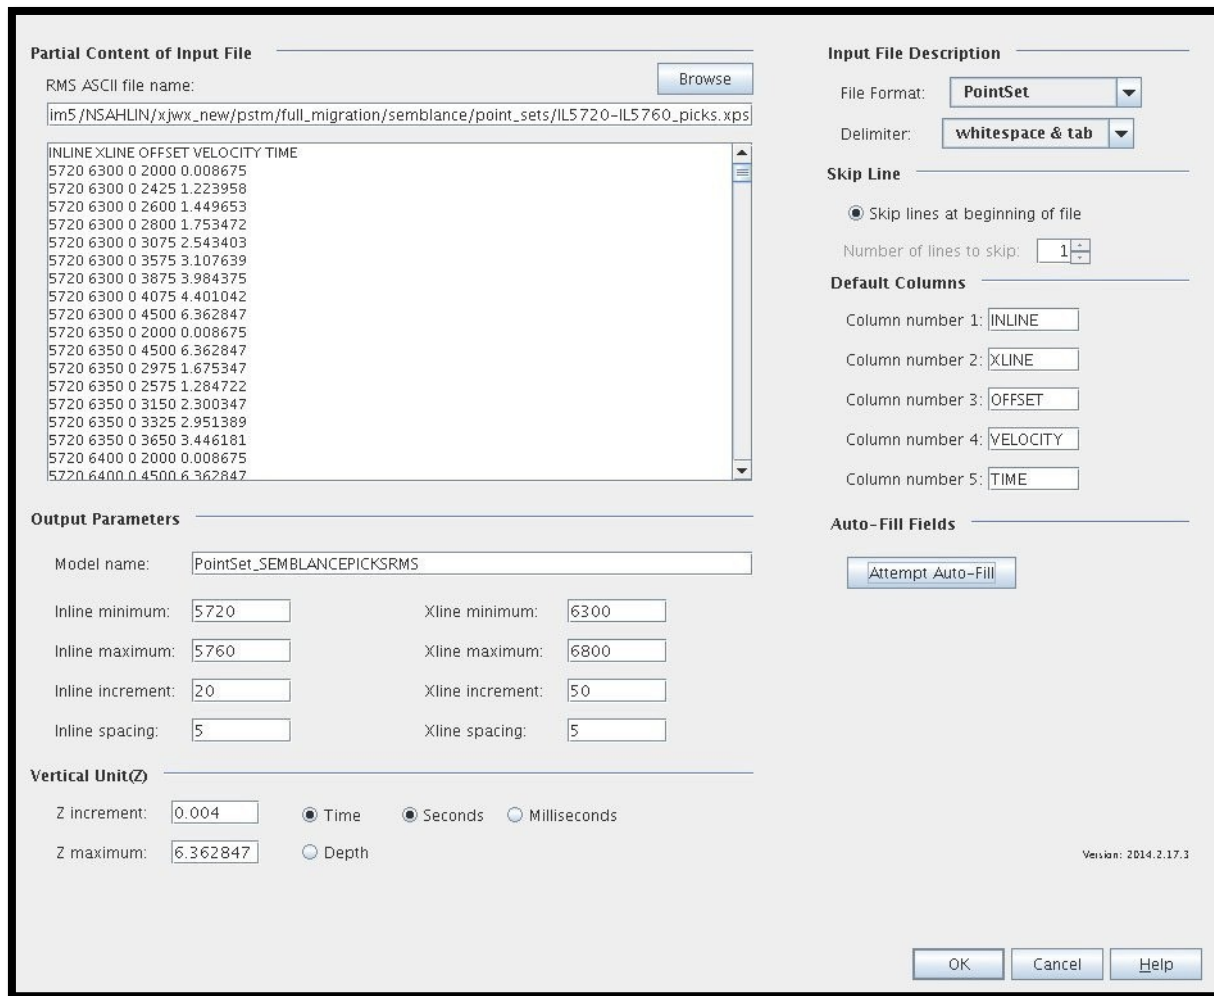 Partial Content of Input File
RMS ASCII file name:
Browse
im5/NSAHLIN/xjwx_new/pstm/full_migration/semblance/point_sets/IL5720-IL5760_picks.xps
INLINE XLINE OFFSET VELOCITY TIME
5720 6300 0 2000 0.008675
5720 6300 0 2425 1.223958
5720 6300 0 2600 1.449653
5720 6300 0 2800 1.753472
5720 6300 0 3075 2.543403
5720 6300 0 3575 3.107639
5720 6300 0 3875 3.984375
5720 6300 0 4075 4.401042
5720 6300 0 4500 6.362847
5720 6350 0 2000 0.008675
5720 6350 0 4500 6.362847
5720 6350 0 2975 1.675347
5720 6350 0 2575 1.284722
5720 6350 0 3150 2.300347
5720 6350 0 3325 2.951389
5720 6350 0 3650 3.446181
5720 6400 0 2000 0.008675
5720 6400 0 4500 6.362847
Input File Description
File Format: PointSet
Delimiter: whitespace & tab
Skip Line
Skip lines at beginning of file
Number of lines to skip: 1
Default Columns
Column number 1: INLINE
Column number 2: XLINE
Column number 3: OFFSET
Column number 4: VELOCITY
Column number 5: TIME
Output Parameters
Model name: PointSet_SEMBLANCEPICKSRMS
Inline minimum: 5720 Xline minimum: 6300
Inline maximum: 5760 Xline maximum: 6800
Inline increment: 20 Xline increment: 50
Inline spacing: 5 Xline spacing: 5
Auto-Fill Fields
Attempt Auto-Fill
Vertical Unit(Z)
Z increment: 0.004 Time Seconds Milliseconds
Z maximum: 6.362847 Depth
Version: 2014.2.17.3
OK Cancel Help